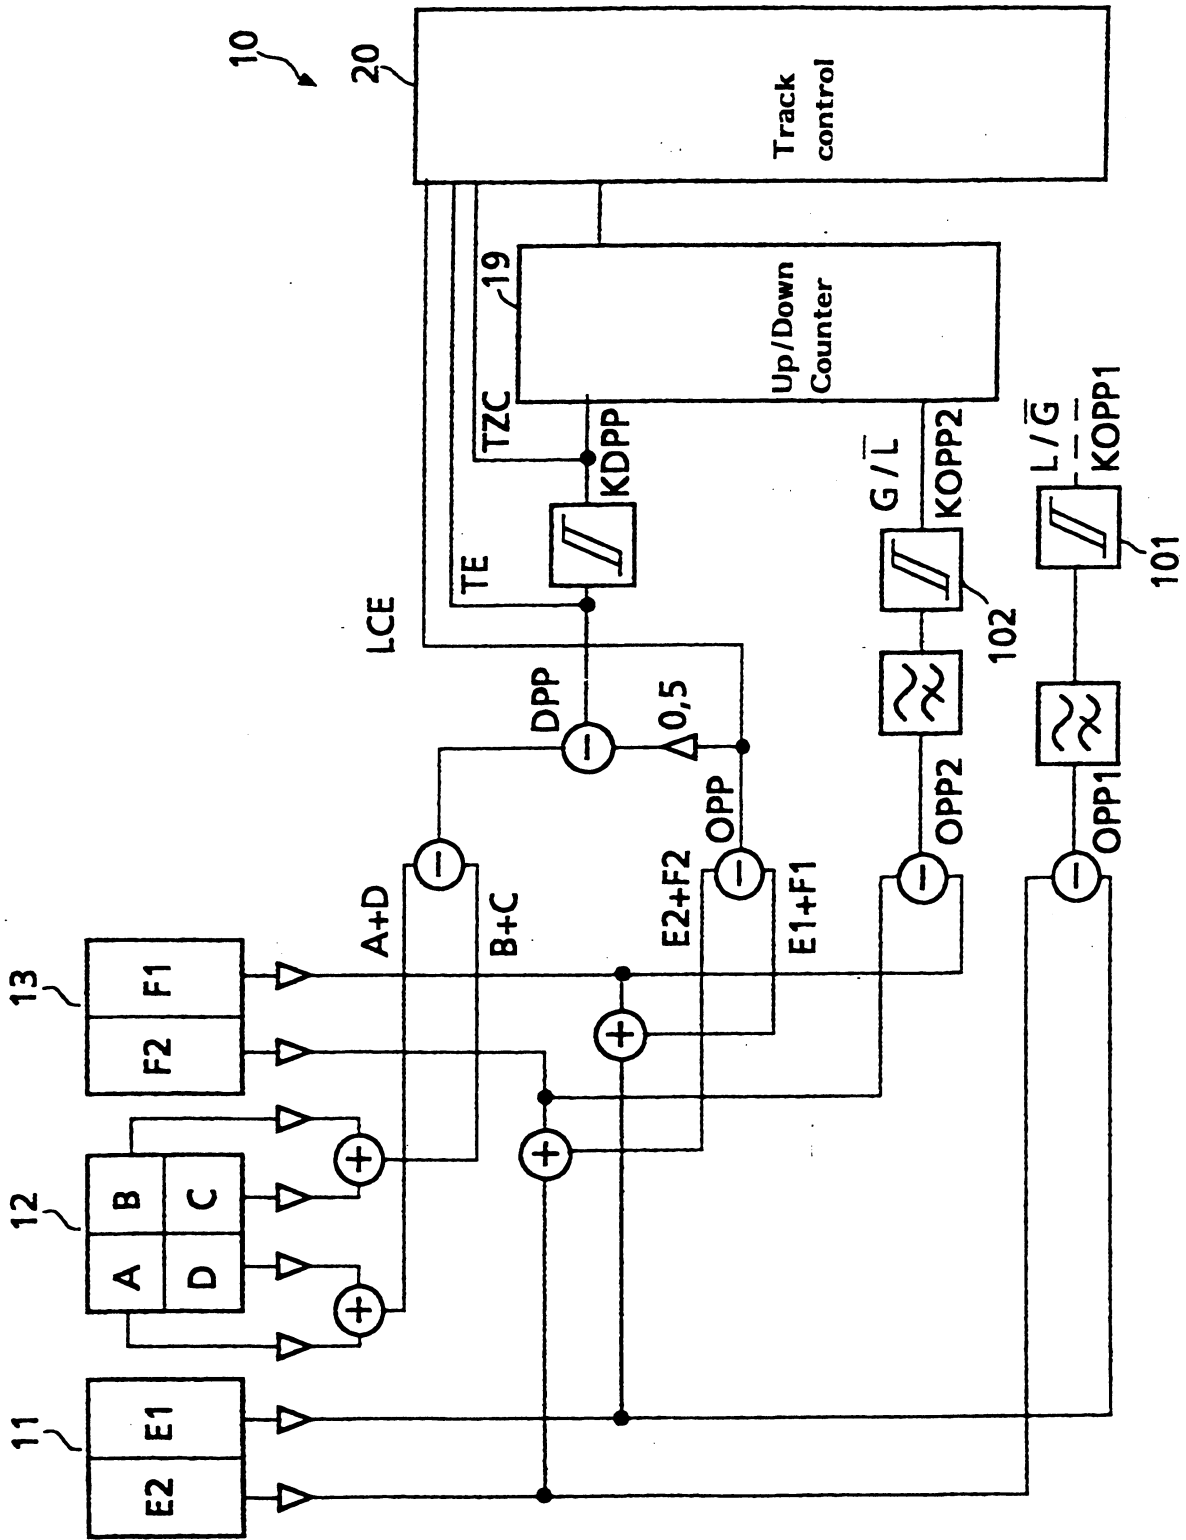 10
20
Track
control
19
Up/Down
Counter
TZC
KDPP
TE
LCE
DPP
0,5
OPP
G / L̅
KOPP2
102
OPP2
L / G̅
KOPP1
101
OPP1
A+D
B+C
E2+F2
E1+F1
13
F1
F2
12
B
C
A
D
11
E1
E2